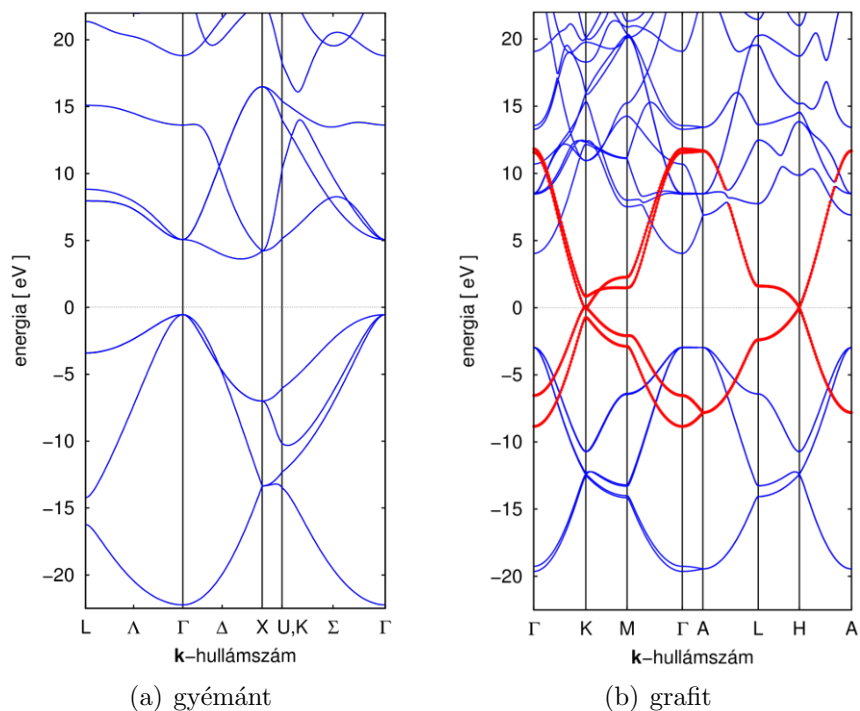 energia [ eV ]
20
15
10
5
0
−5
−10
−15
−20
L Λ Γ Δ X U,K Σ Γ
k−hullámszám
(a) gyémánt
energia [ eV ]
20
15
10
5
0
−5
−10
−15
−20
Γ K M Γ A L H A
k−hullámszám
(b) grafit